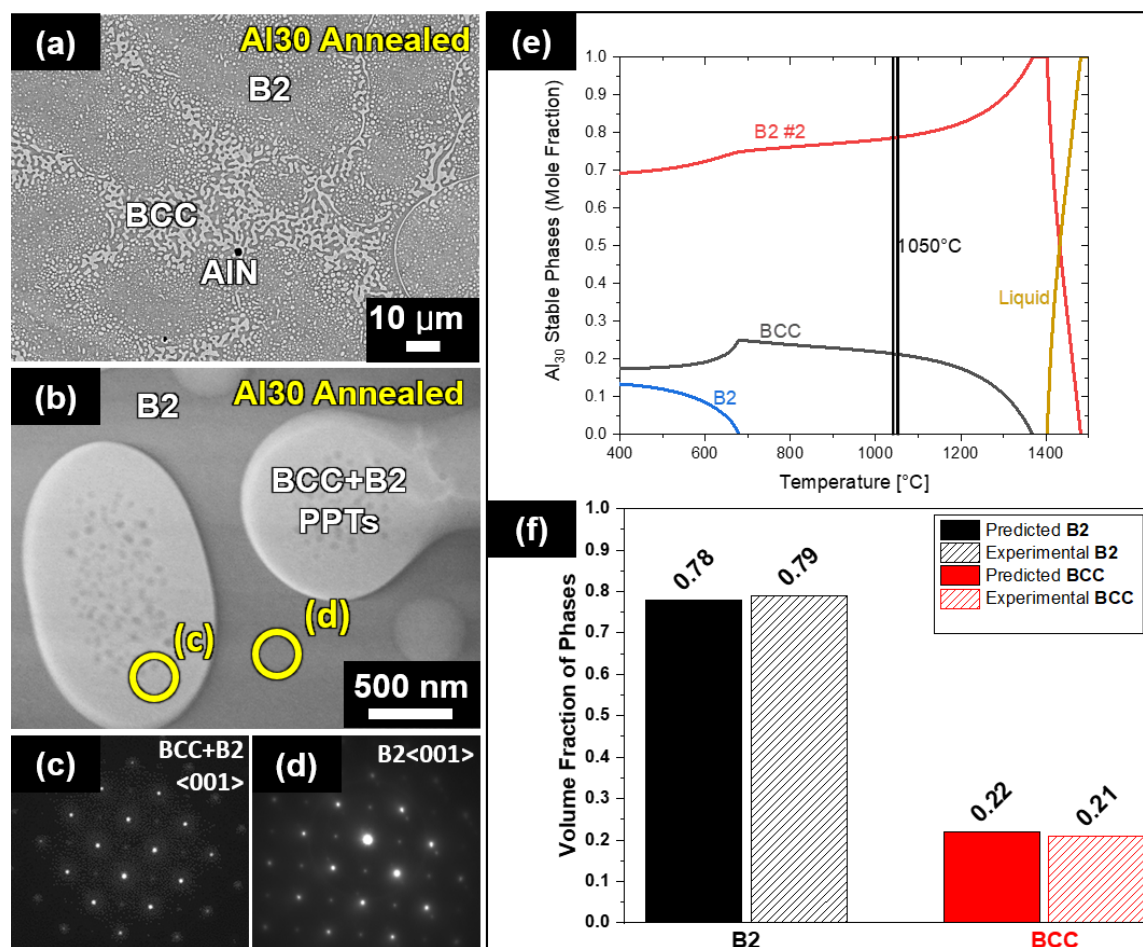 (a)
Al30 Annealed
B2
BCC
AlN
10 µm
(b)
B2
Al30 Annealed
BCC+B2
PPTs
(c)
(d)
500 nm
(c)
BCC+B2
<001>
(d)
B2<001>
(e)
Al30 Stable Phases (Mole Fraction)
1.0
0.9
0.8
0.7
0.6
0.5
0.4
0.3
0.2
0.1
0.0
B2 #2
1050°C
Liquid
BCC
B2
400 600 800 1000 1200 1400
Temperature [°C]
(f)
Volume Fraction of Phases
1.0
0.9
0.8
0.7
0.6
0.5
0.4
0.3
0.2
0.1
0.0
Predicted B2
Experimental B2
Predicted BCC
Experimental BCC
0.78
0.79
0.22
0.21
B2
BCC